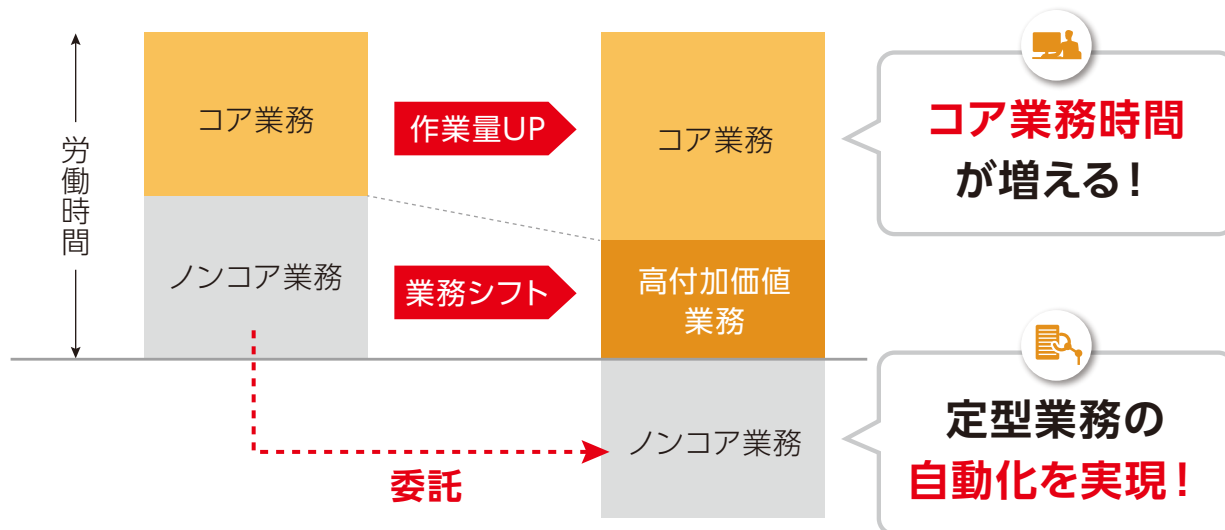 労働時間
コア業務
ノンコア業務
作業量UP
業務シフト
委託
コア業務
高付加価値
業務
ノンコア業務
コア業務時間
が増える!
定型業務の
自動化を実現!